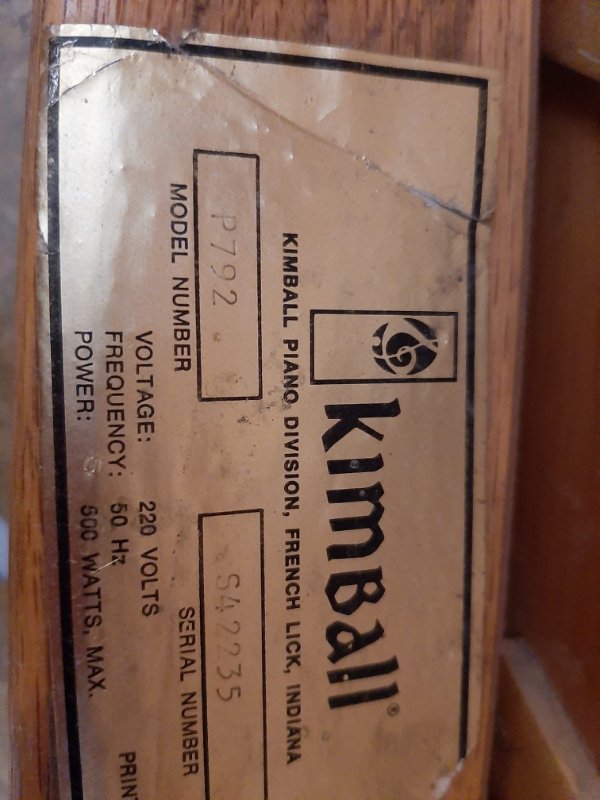 KIMBALL®
KIMBALL PIANO DIVISION, FRENCH LICK, INDIANA
P792
S42235
MODEL NUMBER
SERIAL NUMBER
VOLTAGE: 220 VOLTS
FREQUENCY: 50 Hz
POWER: 500 WATTS, MAX.